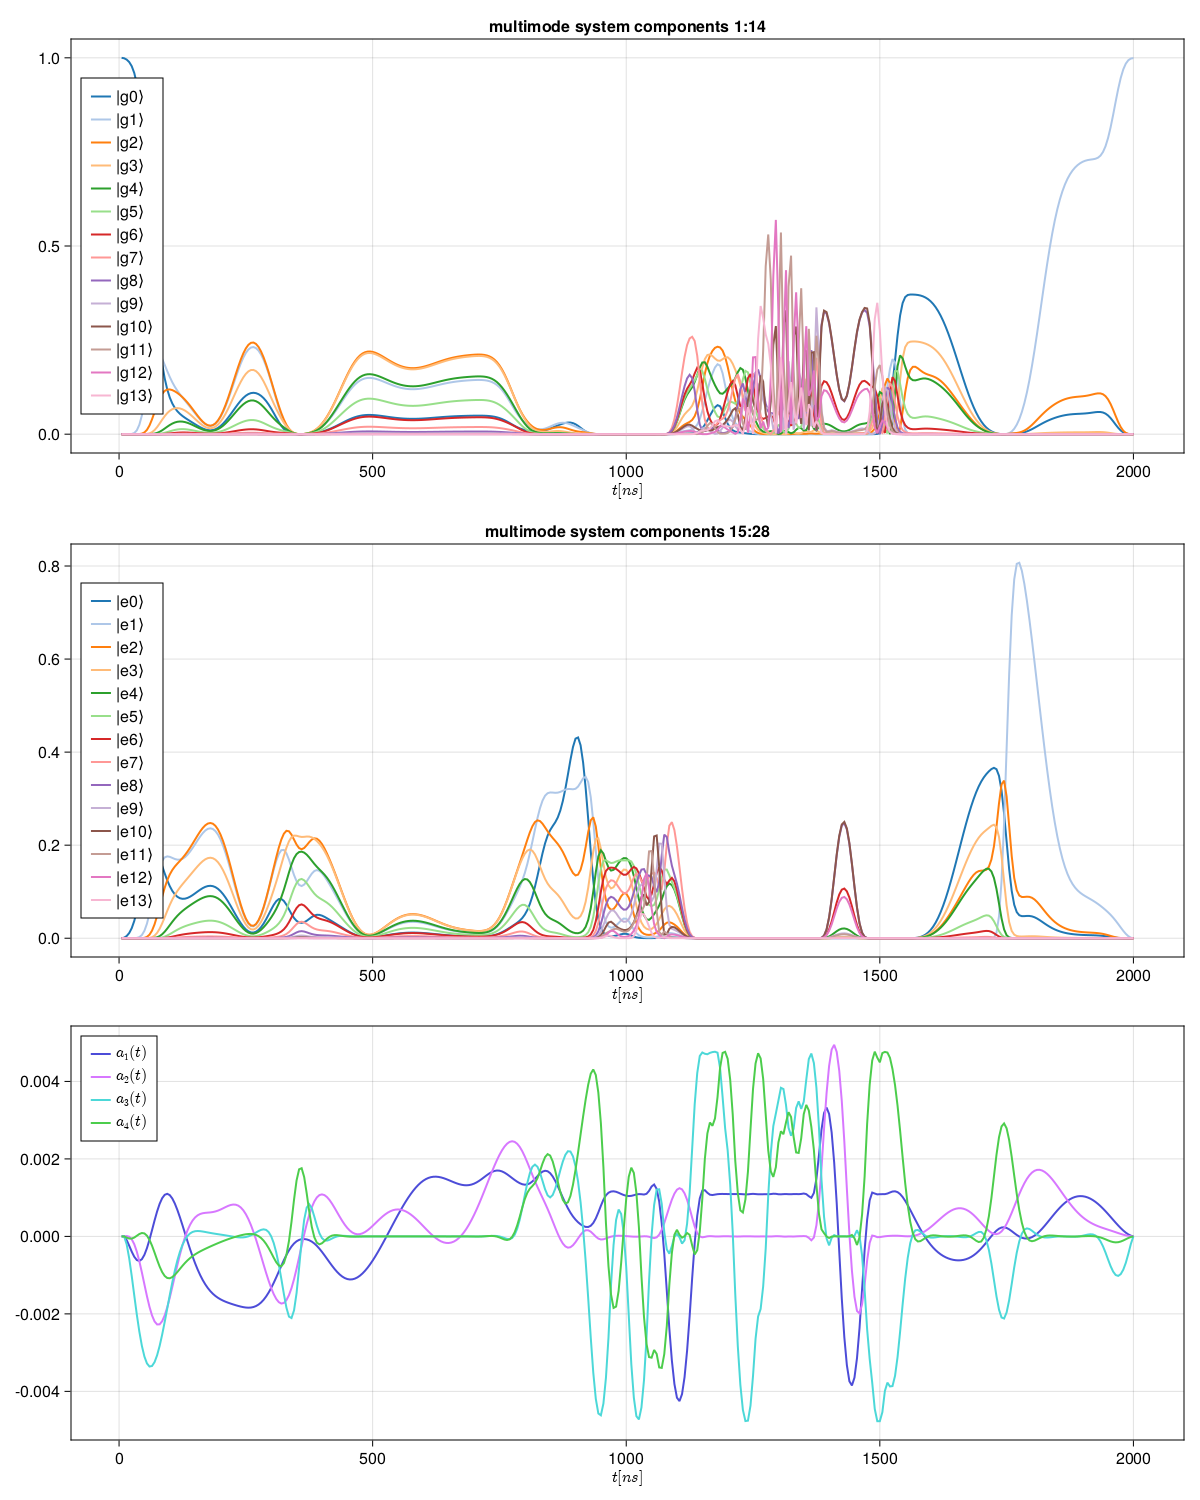 multimode system components 1:14
1.0
0.5
0.0
|g0⟩
|g1⟩
|g2⟩
|g3⟩
|g4⟩
|g5⟩
|g6⟩
|g7⟩
|g8⟩
|g9⟩
|g10⟩
|g11⟩
|g12⟩
|g13⟩
0 500 1000 1500 2000
t[ns]
multimode system components 15:28
0.8
0.6
0.4
0.2
0.0
|e0⟩
|e1⟩
|e2⟩
|e3⟩
|e4⟩
|e5⟩
|e6⟩
|e7⟩
|e8⟩
|e9⟩
|e10⟩
|e11⟩
|e12⟩
|e13⟩
0 500 1000 1500 2000
t[ns]
a₁(t)
a₂(t)
a₃(t)
a₄(t)
0.004
0.002
0.000
-0.002
-0.004
0 500 1000 1500 2000
t[ns]